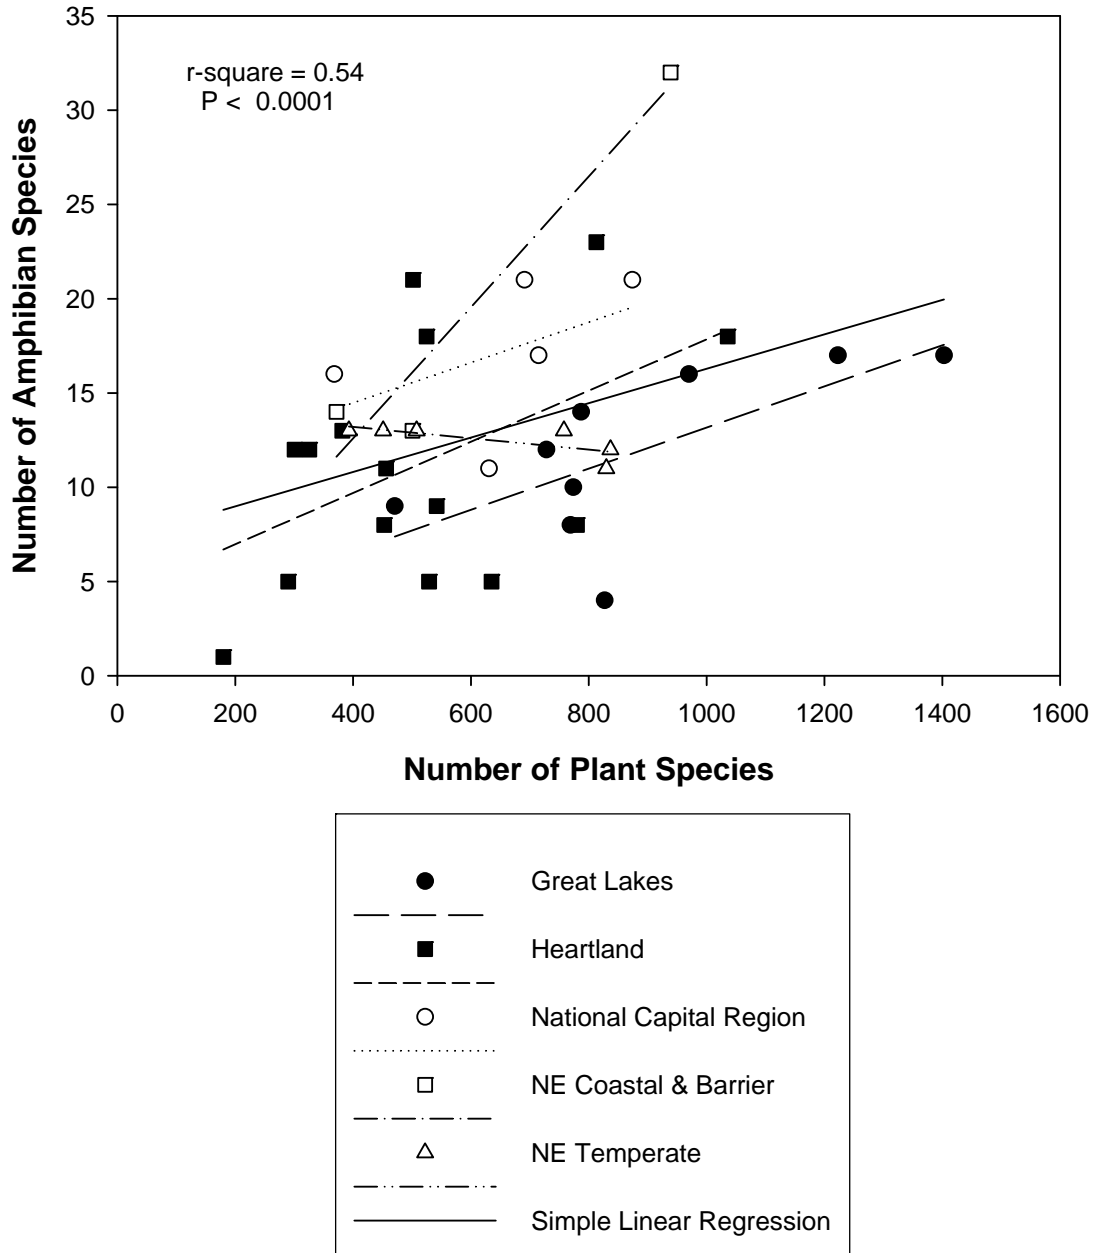 35
r-square = 0.54
P <  0.0001
30
25
20
15
10
5
0
Number of Amphibian Species
0 200 400 600 800 1000 1200 1400 1600
Number of Plant Species
Great Lakes
Heartland
National Capital Region
NE Coastal & Barrier
NE Temperate
Simple Linear Regression